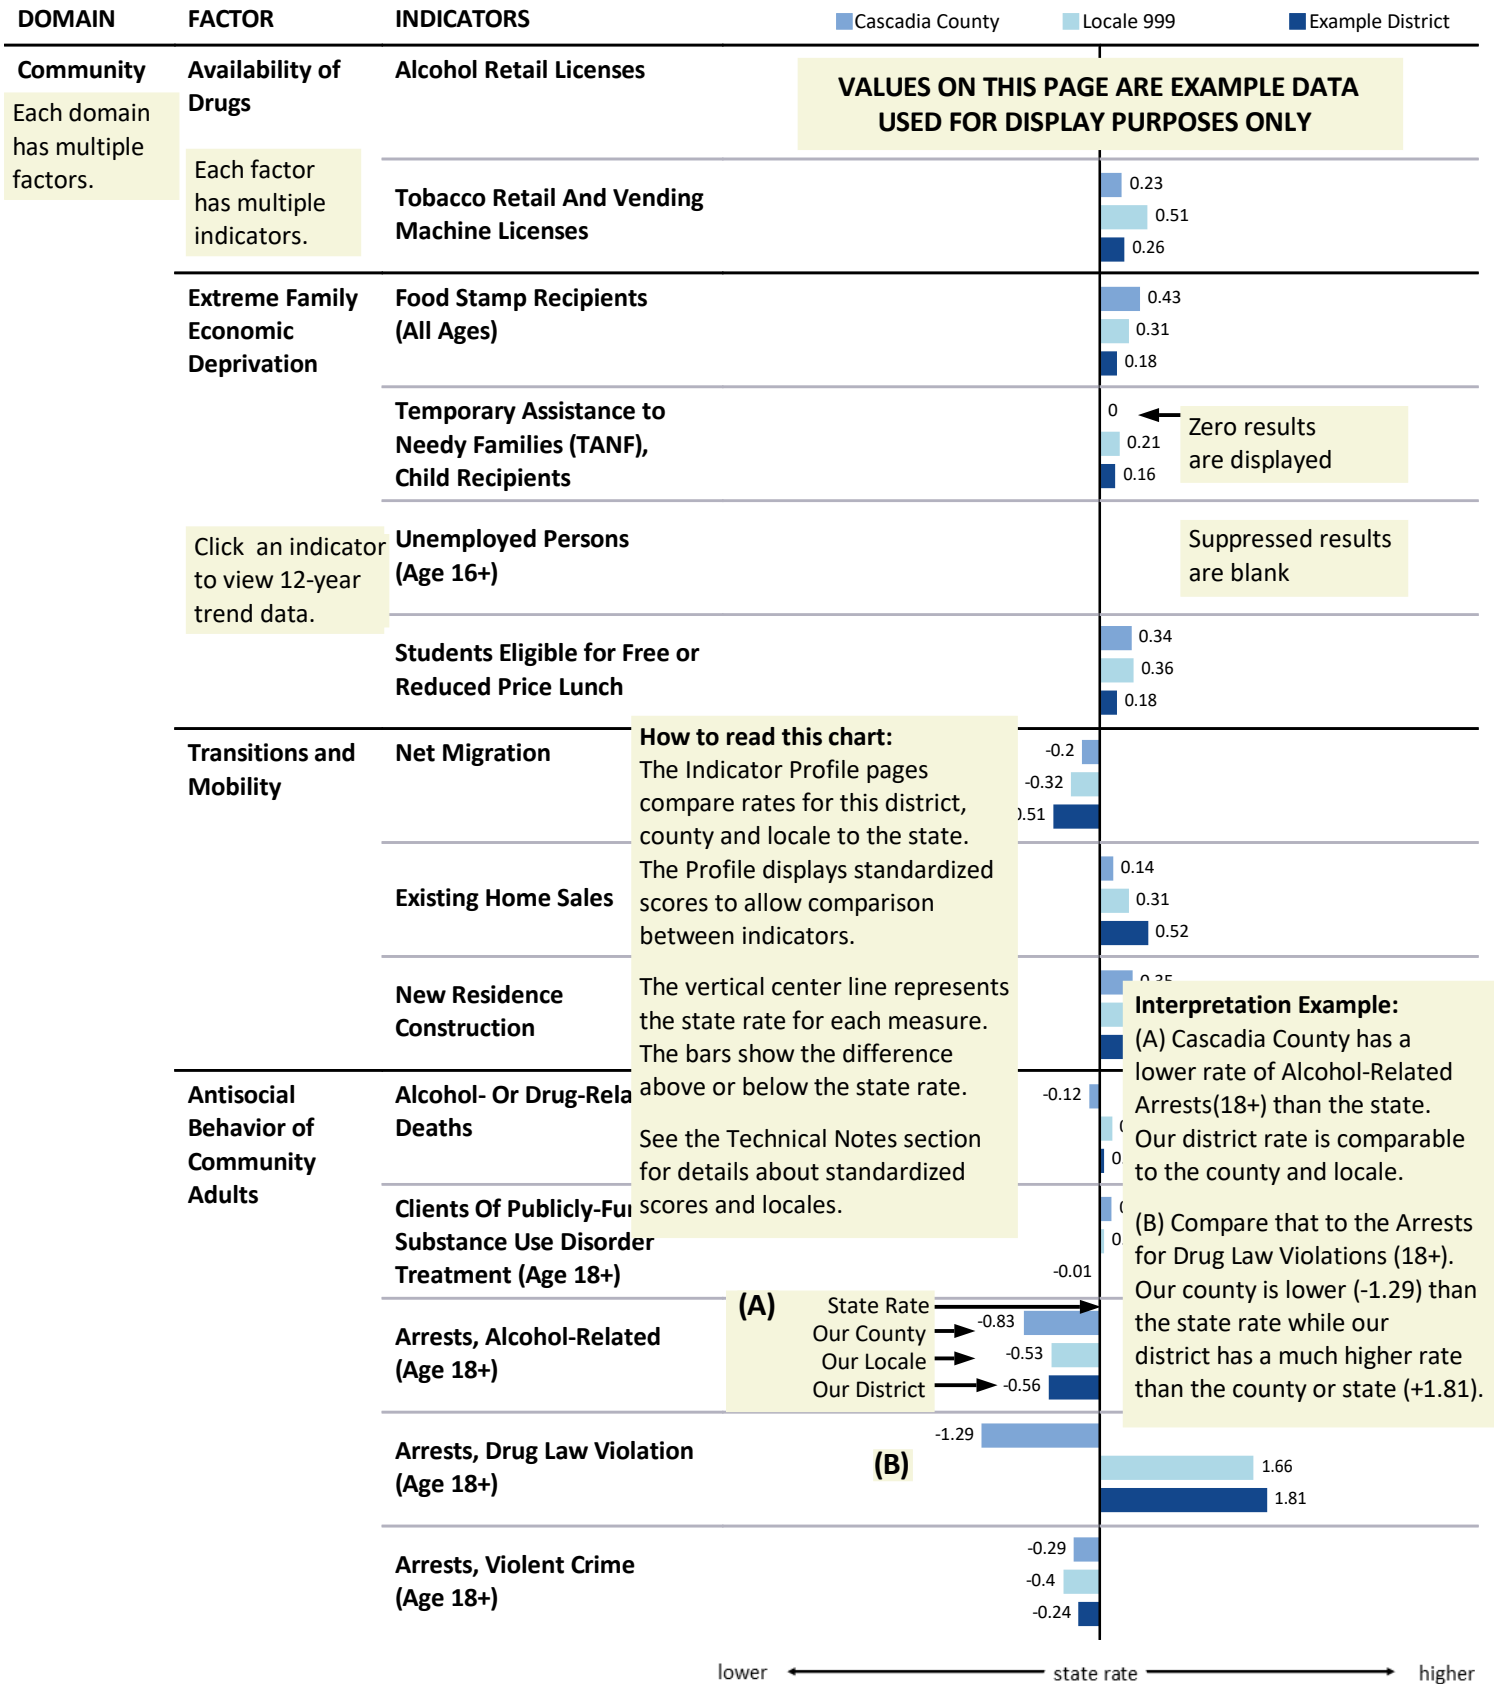 DOMAIN FACTOR INDICATORS Cascadia County Locale 999 Example District
Community
Each domain
has multiple
factors.
Availability of
Drugs
Each factor
has multiple
indicators.
Alcohol Retail Licenses
VALUES ON THIS PAGE ARE EXAMPLE DATA
USED FOR DISPLAY PURPOSES ONLY
Tobacco Retail And Vending
Machine Licenses
0.23
0.51
0.26
Extreme Family
Economic
Deprivation
Food Stamp Recipients
(All Ages)
0.43
0.31
0.18
Temporary Assistance to
Needy Families (TANF),
Child Recipients
0
0.21
0.16
Zero results
are displayed
Click an indicator
to view 12-year
trend data.
Unemployed Persons
(Age 16+)
Suppressed results
are blank
Students Eligible for Free or
Reduced Price Lunch
0.34
0.36
0.18
Transitions and
Mobility
Net Migration
-0.2
-0.32
.51
How to read this chart:
The Indicator Profile pages
compare rates for this district,
county and locale to the state.
The Profile displays standardized
scores to allow comparison
between indicators.
The vertical center line represents
the state rate for each measure.
The bars show the difference
above or below the state rate.
See the Technical Notes section
for details about standardized
scores and locales.
Existing Home Sales
0.14
0.31
0.52
New Residence
Construction
Interpretation Example:
(A) Cascadia County has a
lower rate of Alcohol-Related
Arrests(18+) than the state.
Our district rate is comparable
to the county and locale.
(B) Compare that to the Arrests
for Drug Law Violations (18+).
Our county is lower (-1.29) than
the state rate while our
district has a much higher rate
than the county or state (+1.81).
Antisocial
Behavior of
Community
Adults
Alcohol- Or Drug-Rela
Deaths
-0.12
0.
Clients Of Publicly-Fu
Substance Use Disorder
Treatment (Age 18+)
0.
-0.01
Arrests, Alcohol-Related
(Age 18+)
(A)
State Rate
Our County
Our Locale
Our District
-0.83
-0.53
-0.56
Arrests, Drug Law Violation
(Age 18+)
(B)
-1.29
1.66
1.81
Arrests, Violent Crime
(Age 18+)
-0.29
-0.4
-0.24
lower state rate higher